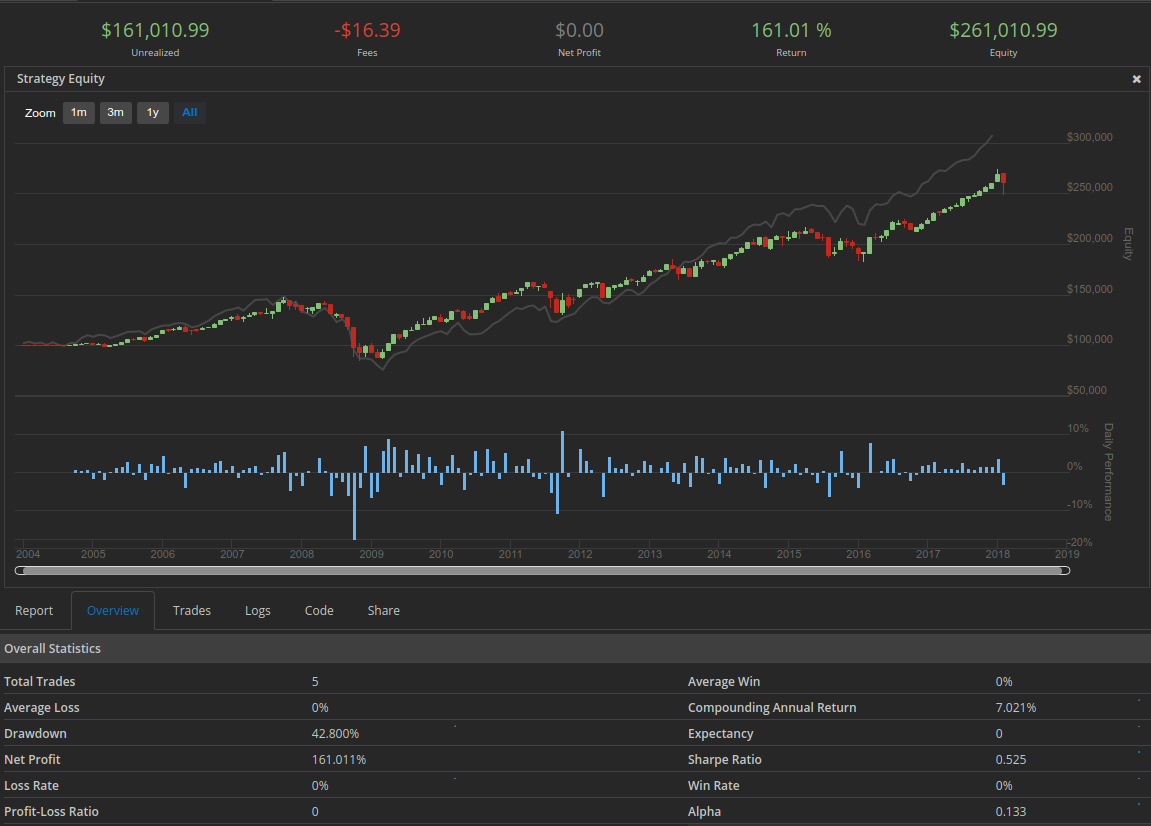 $161,010.99 -$16.39 $0.00 161.01 % $261,010.99
Unrealized Fees Net Profit Return Equity
Strategy Equity ×
Zoom 1m 3m 1y All
$300,000
$250,000
$200,000
$150,000
$100,000
$50,000
Equity
10%
0%
-10%
-20%
Daily Performance
2004 2005 2006 2007 2008 2009 2010 2011 2012 2013 2014 2015 2016 2017 2018 2019
Report Overview Trades Logs Code Share
Overall Statistics
Total Trades 5 Average Win 0%
Average Loss 0% Compounding Annual Return 7.021%
Drawdown 42.800% Expectancy 0
Net Profit 161.011% Sharpe Ratio 0.525
Loss Rate 0% Win Rate 0%
Profit-Loss Ratio 0 Alpha 0.133